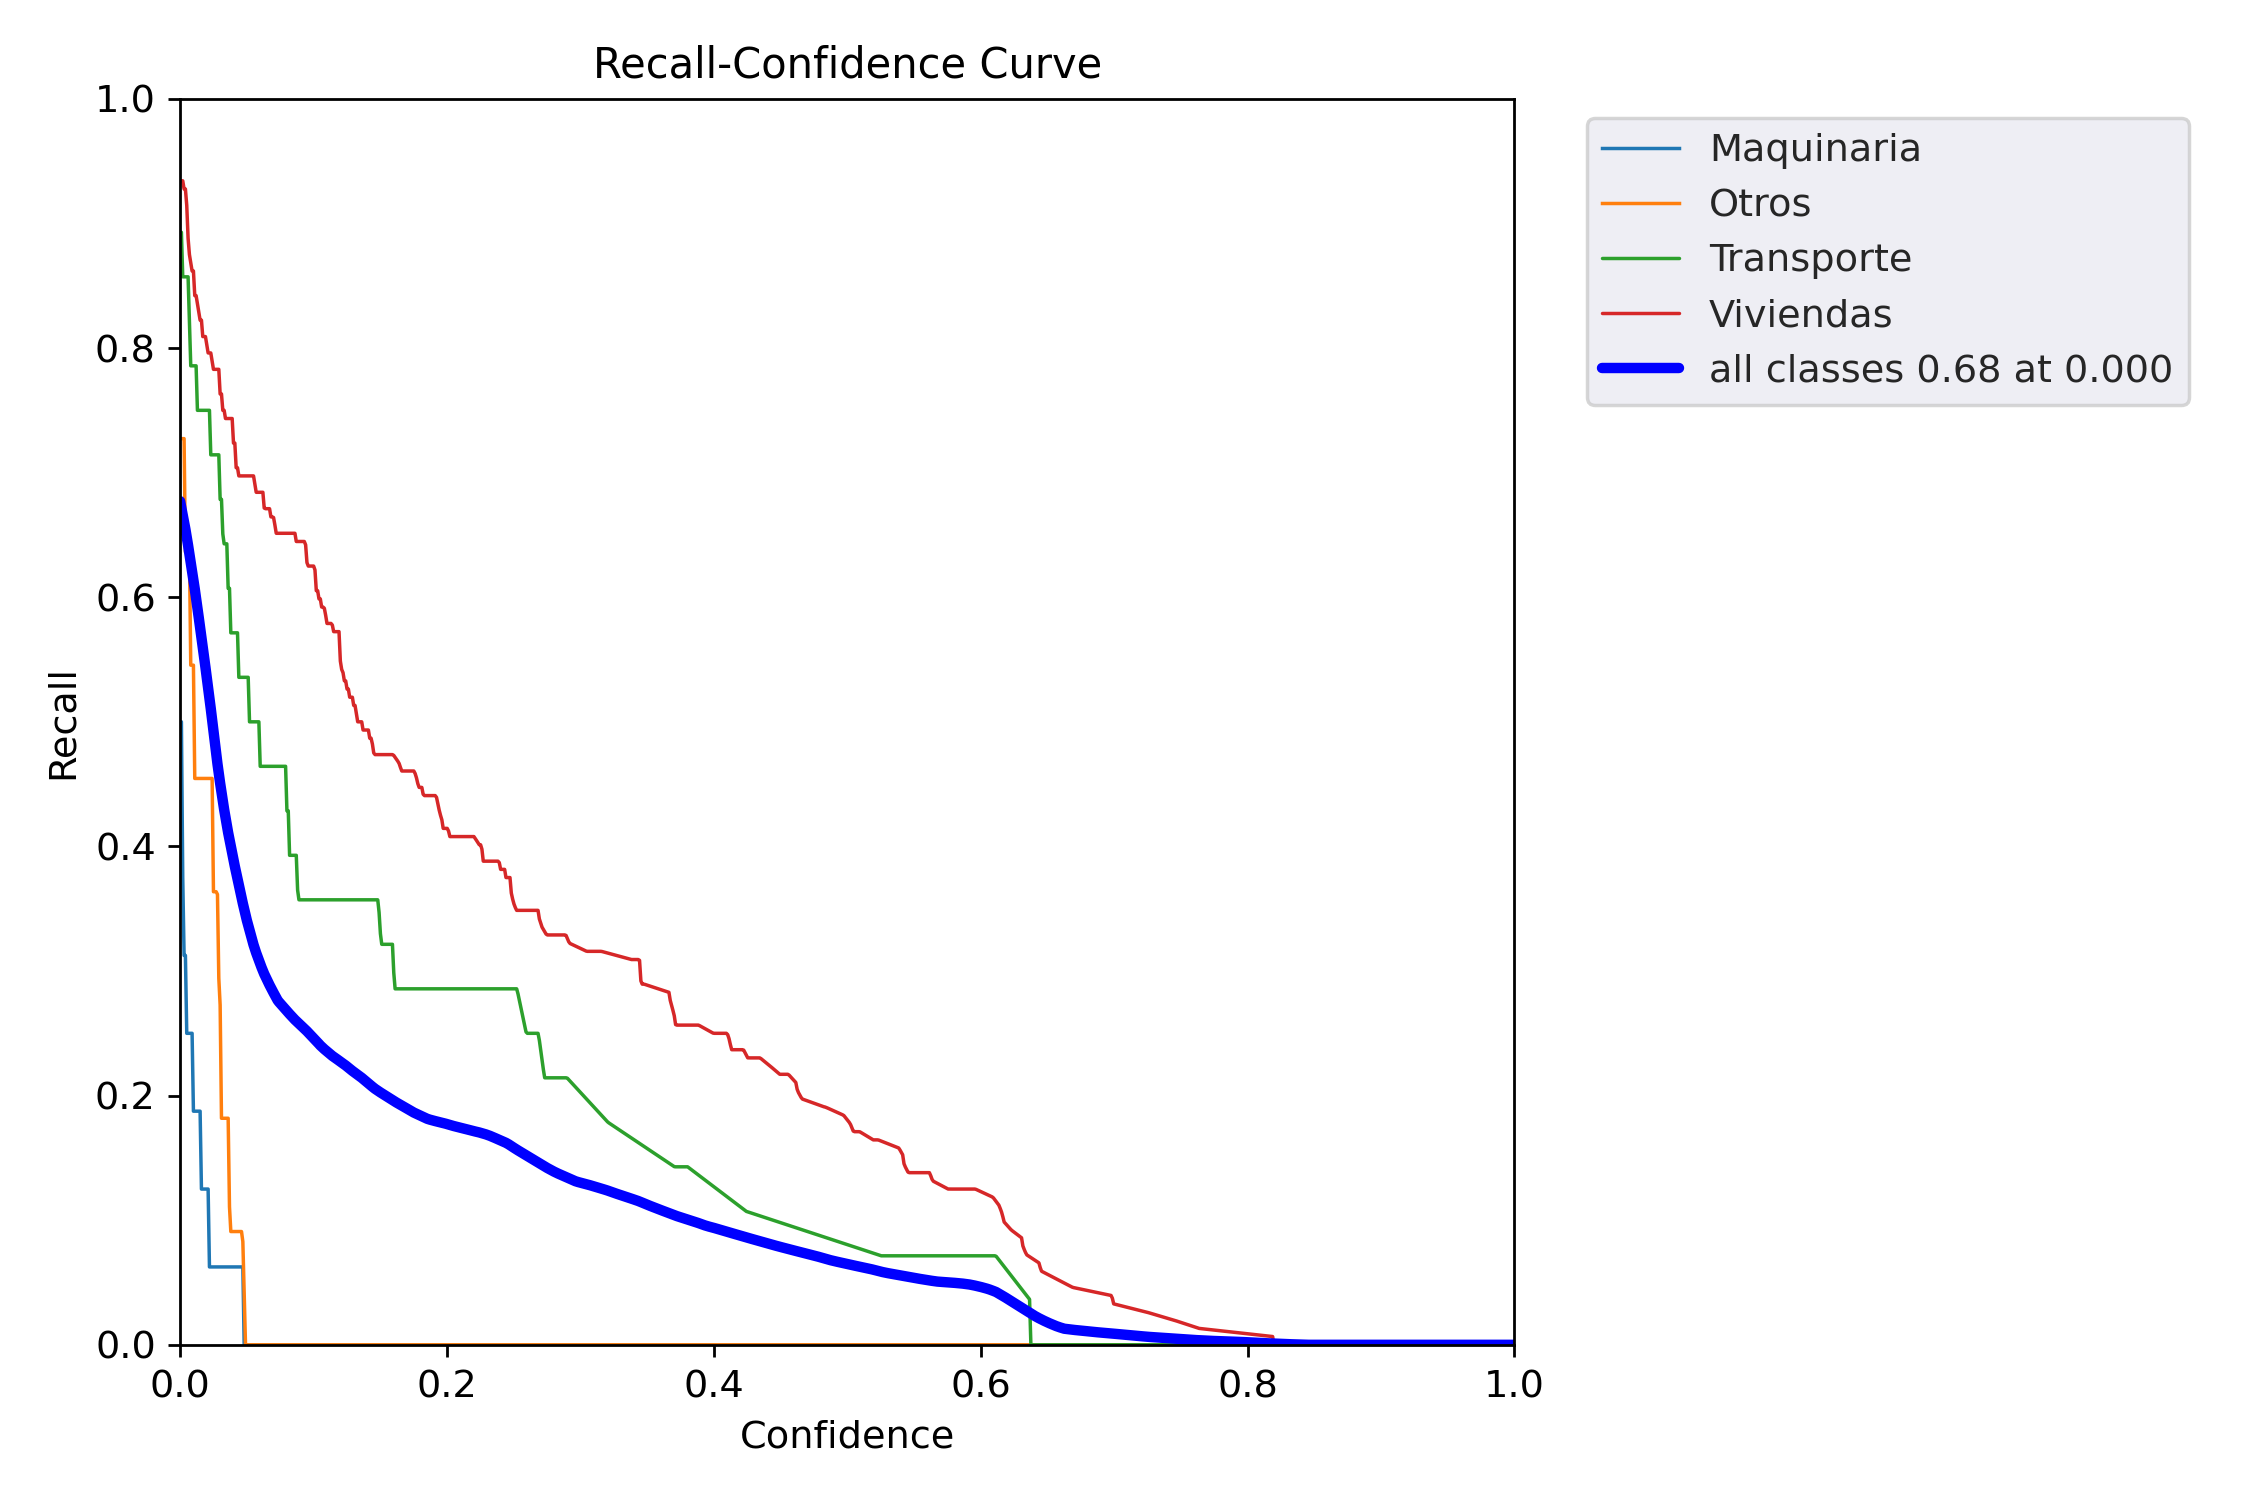 Recall-Confidence Curve
1.0
0.8
0.6
0.4
0.2
0.0
Recall
0.0 0.2 0.4 0.6 0.8 1.0
Confidence
Maquinaria
Otros
Transporte
Viviendas
all classes 0.68 at 0.000